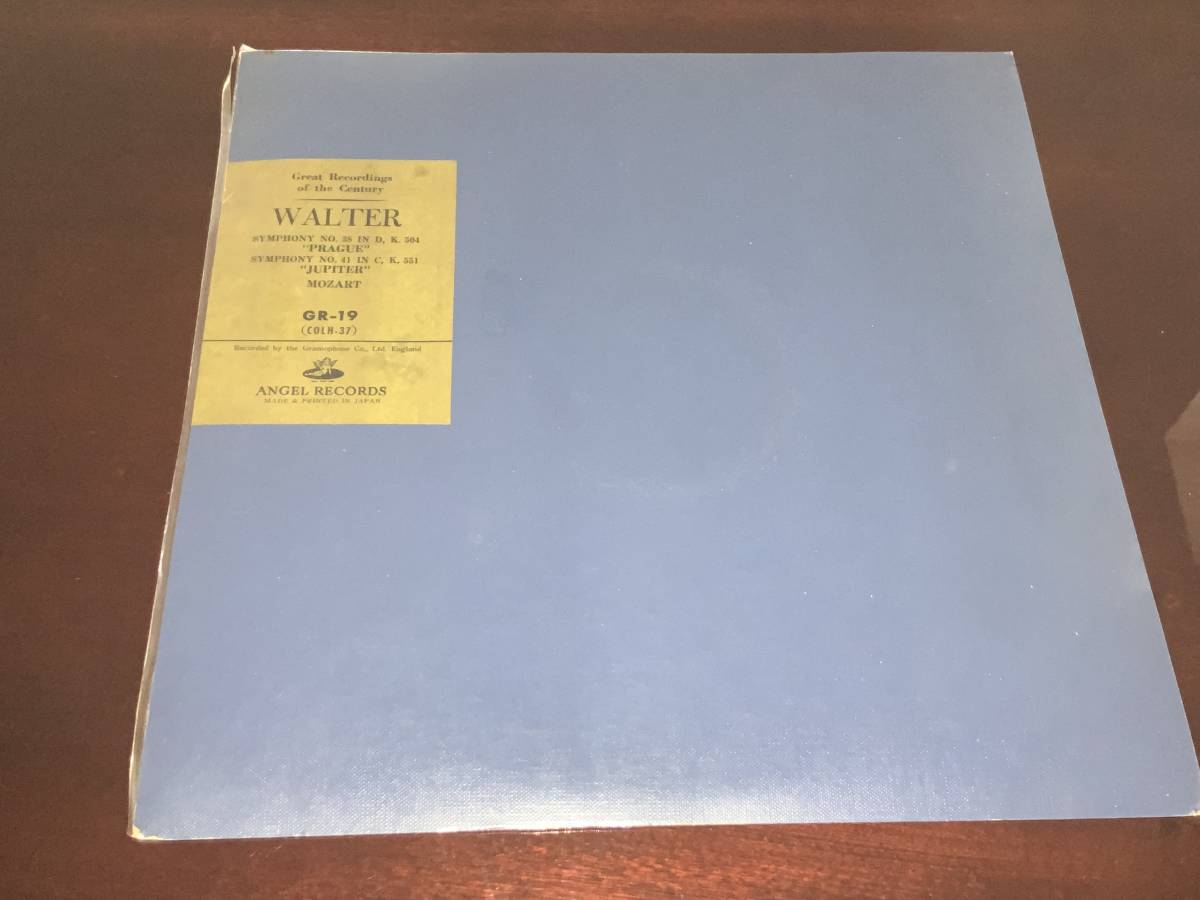 Great Recordings
of the Century
WALTER
SYMPHONY NO. 38 IN D, K. 504
"PRAGUE"
SYMPHONY NO. 41 IN C, K. 551
"JUPITER"
MOZART
GR-19
(COLH-37)
Recorded by the Gramophone Co., Ltd. England
ANGEL RECORDS
MADE & PRINTED IN JAPAN